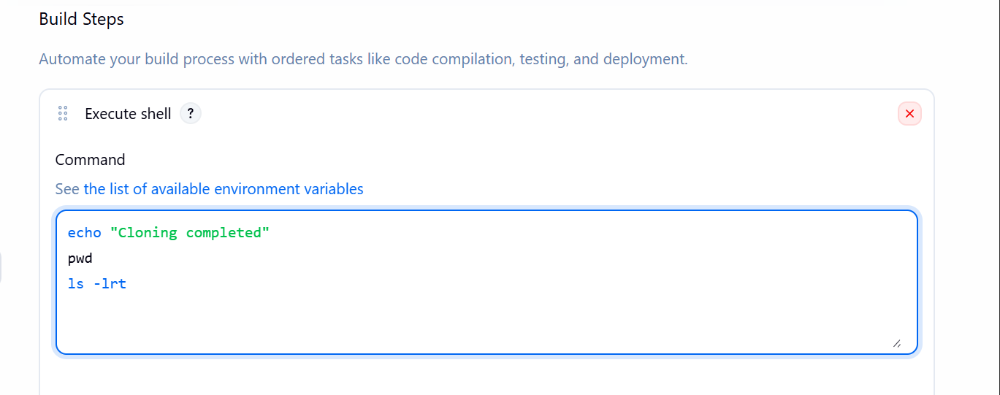 Build Steps
Automate your build process with ordered tasks like code compilation, testing, and deployment.
Execute shell ?
Command
See the list of available environment variables
echo "Cloning completed"
pwd
ls -lrt